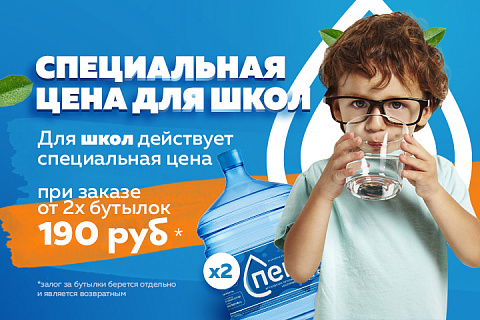 СПЕЦИАЛЬНАЯ
ЦЕНА ДЛЯ ШКОЛ
Для школ действует
специальная цена
при заказе
от 2х бутылок
190 руб *
x2
*залог за бутылки берется отдельно
и является возвратным